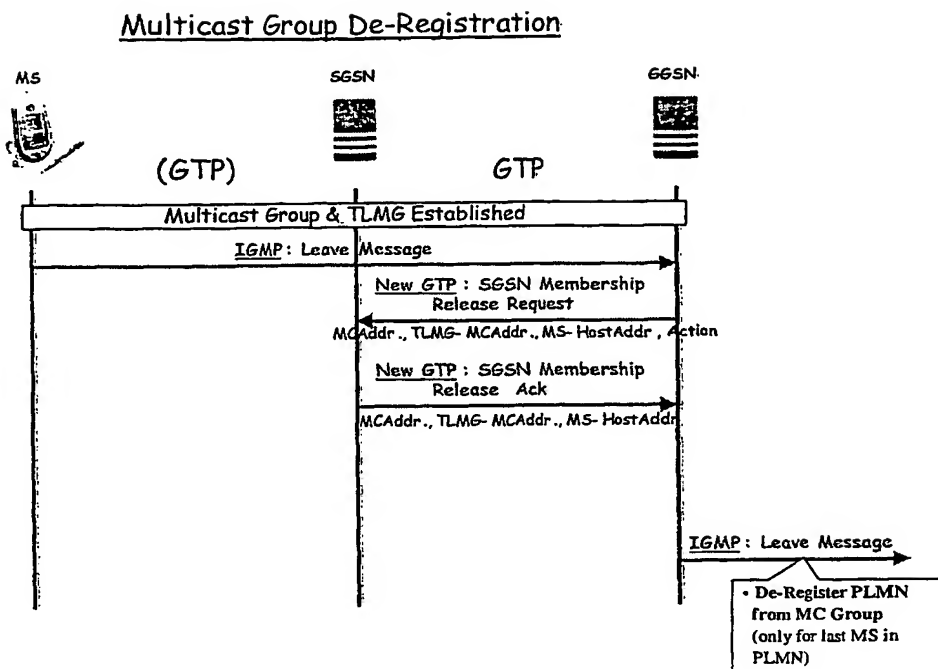 Multicast Group De-Registration
MS
SGSN
GGSN
(GTP)
GTP
Multicast Group & TLMG Established
IGMP: Leave Message
New GTP: SGSN Membership
Release Request
MCAddr., TLMG-MCAddr., MS-HostAddr, Action
New GTP: SGSN Membership
Release Ack
MCAddr., TLMG-MCAddr., MS-HostAddr
IGMP: Leave Message
• De-Register PLMN
from MC Group
(only for last MS in
PLMN)